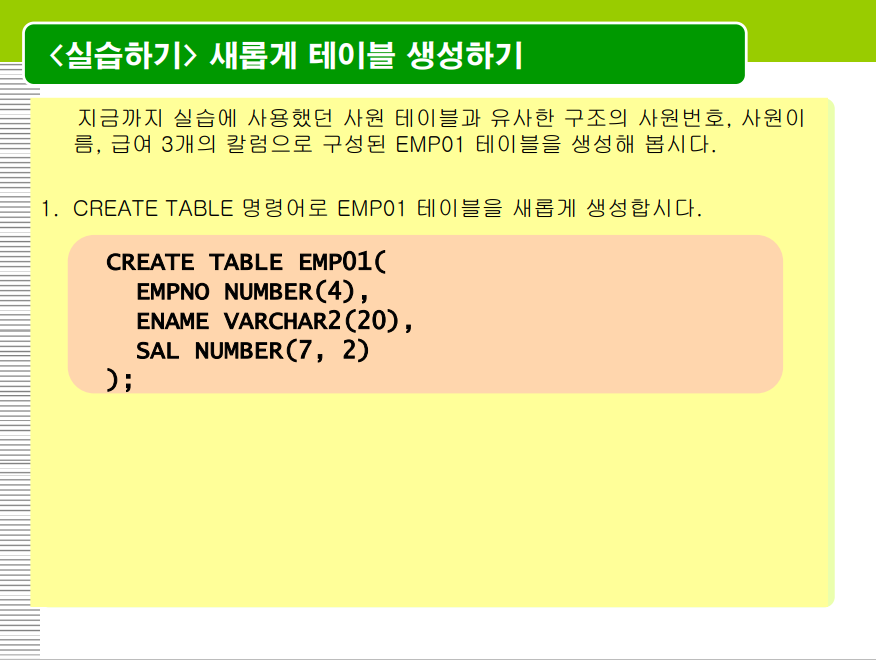 <실습하기> 새롭게 테이블 생성하기
지금까지 실습에 사용했던 사원 테이블과 유사한 구조의 사원번호, 사원이
름, 급여 3개의 칼럼으로 구성된 EMP01 테이블을 생성해 봅시다.
1. CREATE TABLE 명령어로 EMP01 테이블을 새롭게 생성합시다.
CREATE TABLE EMP01(
EMPNO NUMBER(4),
ENAME VARCHAR2(20),
SAL NUMBER(7, 2)
);